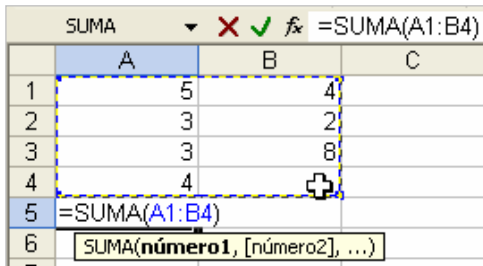 SUMA fx =SUMA(A1:B4)
A B C
1 5 4
2 3 2
3 3 8
4 4
5 =SUMA(A1:B4)
6 SUMA(número1, [número2], ...)